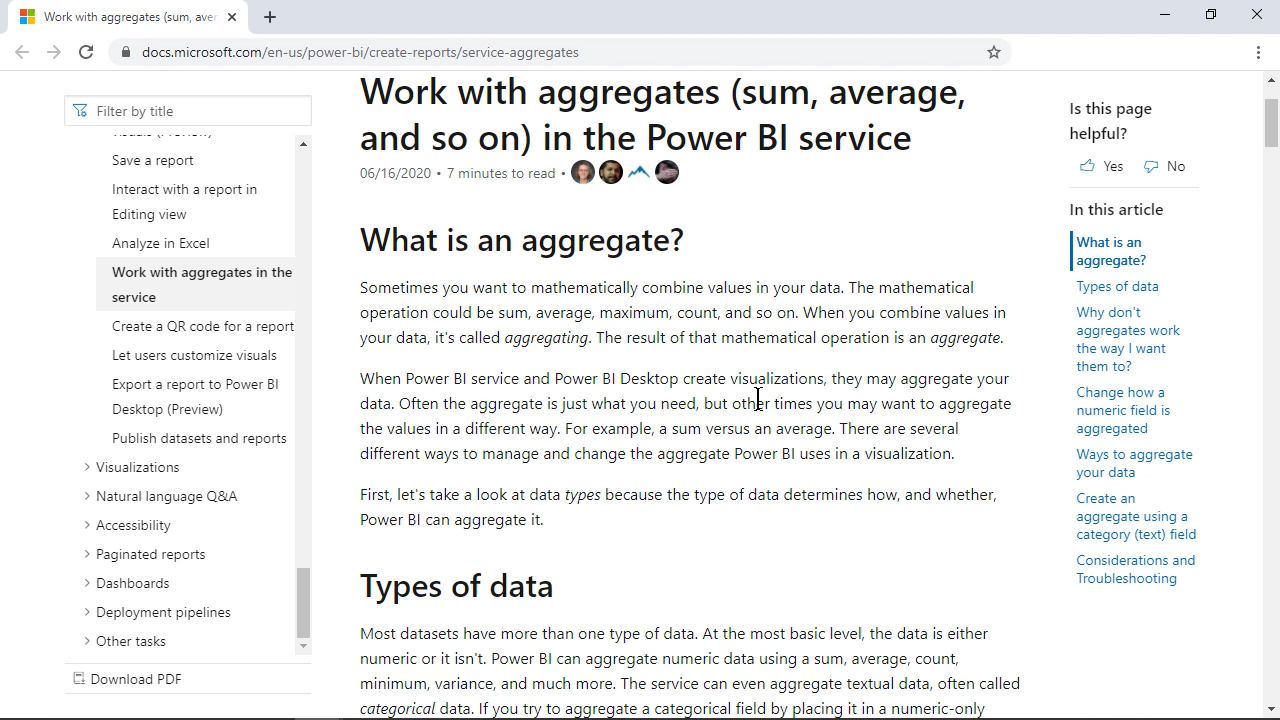 Work with aggregates (sum, aver
docs.microsoft.com/en-us/power-bi/create-reports/service-aggregates
Filter by title
Save a report
Interact with a report in
Editing view
Analyze in Excel
Work with aggregates in the
service
Create a QR code for a report
Let users customize visuals
Export a report to Power BI
Desktop (Preview)
Publish datasets and reports
Visualizations
Natural language Q&A
Accessibility
Paginated reports
Dashboards
Deployment pipelines
Other tasks
Download PDF
Work with aggregates (sum, average,
and so on) in the Power BI service
06/16/2020 • 7 minutes to read •
What is an aggregate?
Sometimes you want to mathematically combine values in your data. The mathematical
operation could be sum, average, maximum, count, and so on. When you combine values in
your data, it's called aggregating. The result of that mathematical operation is an aggregate.
When Power BI service and Power BI Desktop create visualizations, they may aggregate your
data. Often the aggregate is just what you need, but other times you may want to aggregate
the values in a different way. For example, a sum versus an average. There are several
different ways to manage and change the aggregate Power BI uses in a visualization.
First, let's take a look at data types because the type of data determines how, and whether,
Power BI can aggregate it.
Types of data
Most datasets have more than one type of data. At the most basic level, the data is either
numeric or it isn't. Power BI can aggregate numeric data using a sum, average, count,
minimum, variance, and much more. The service can even aggregate textual data, often called
categorical data. If you try to aggregate a categorical field by placing it in a numeric-only
Is this page
helpful?
Yes No
In this article
What is an
aggregate?
Types of data
Why don't
aggregates work
the way I want
them to?
Change how a
numeric field is
aggregated
Ways to aggregate
your data
Create an
aggregate using a
category (text) field
Considerations and
Troubleshooting